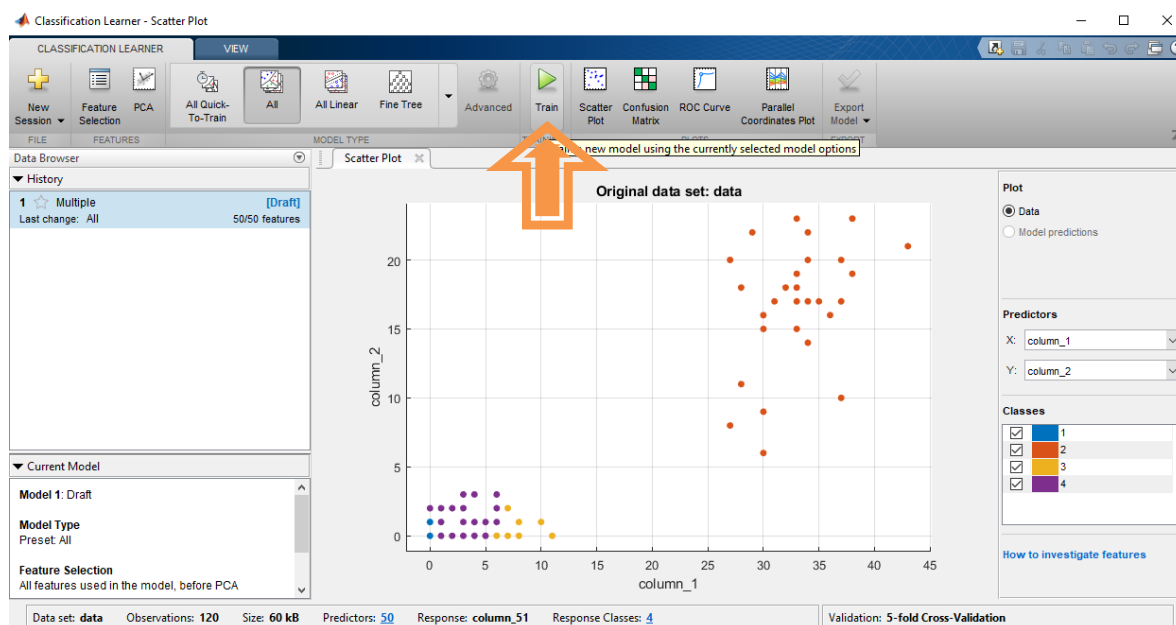 Classification Learner - Scatter Plot
CLASSIFICATION LEARNER
VIEW
New Session
Feature Selection
PCA
All Quick-To-Train
All
All Linear
Fine Tree
Advanced
Train
Scatter Plot
Confusion Matrix
ROC Curve
Parallel Coordinates Plot
Export Model
FILE
FEATURES
MODEL TYPE
PLOTS
EXPORT
new model using the currently selected model options
Data Browser
History
1 Multiple [Draft]
Last change: All 50/50 features
Current Model
Model 1: Draft
Model Type
Preset: All
Feature Selection
All features used in the model, before PCA
Scatter Plot
Original data set: data
column_2
20
15
10
5
0
0 5 10 15 20 25 30 35 40 45
column_1
Plot
Data
Model predictions
Predictors
X: column_1
Y: column_2
Classes
1
2
3
4
How to investigate features
Data set: data Observations: 120 Size: 60 kB Predictors: 50 Response: column_51 Response Classes: 4 Validation: 5-fold Cross-Validation